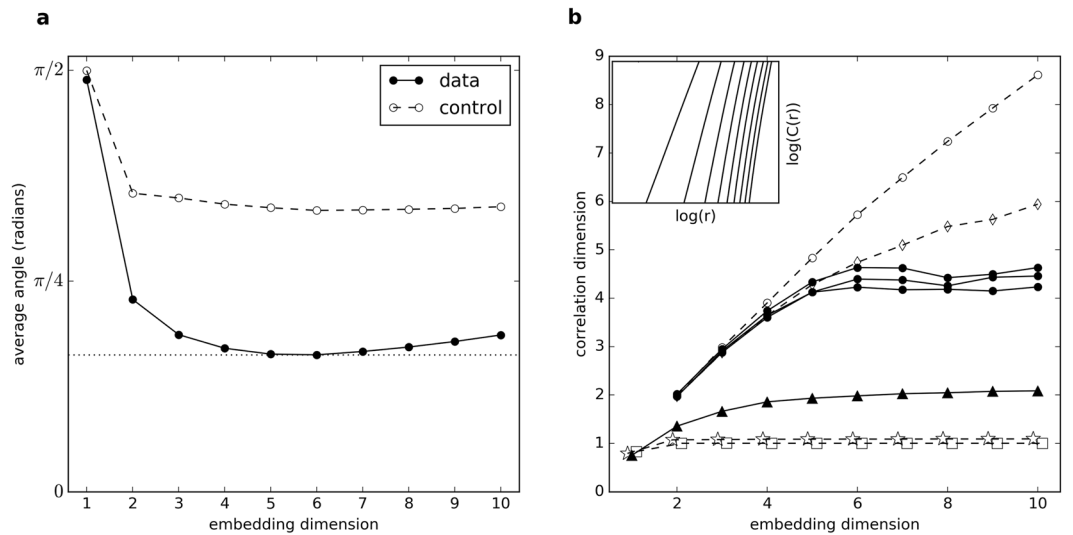 a
b
π/2
π/4
0
data
control
average angle (radians)
1 2 3 4 5 6 7 8 9 10
embedding dimension
9
8
7
6
5
4
3
2
1
0
log(C(r))
log(r)
correlation dimension
2 4 6 8 10
embedding dimension